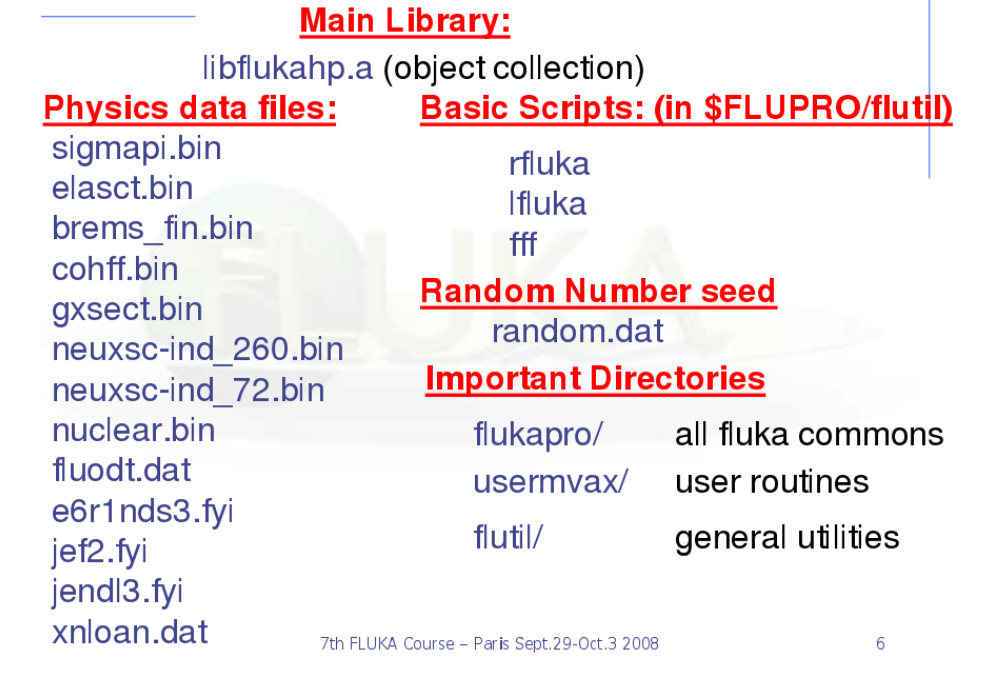 Main Library:
libflukahp.a (object collection)
Physics data files:
sigmapi.bin
elasct.bin
brems_fin.bin
cohff.bin
gxsect.bin
neuxsc-ind_260.bin
neuxsc-ind_72.bin
nuclear.bin
fluodt.dat
e6r1nds3.fyi
jef2.fyi
jendl3.fyi
xnloan.dat
Basic Scripts: (in $FLUPRO/flutil)
rfluka
lfluka
fff
Random Number seed
random.dat
Important Directories
flukapro/ all fluka commons
usermvax/ user routines
flutil/ general utilities
FLUKA
7th FLUKA Course – Paris Sept.29-Oct.3 2008
6